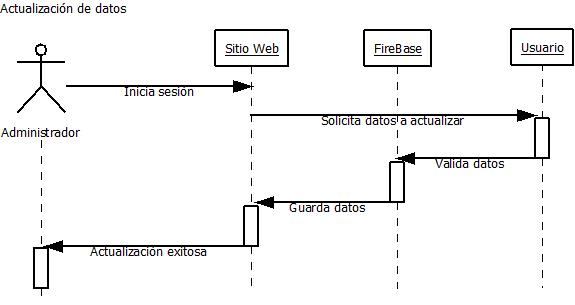 Actualización de datos
Sitio Web
FireBase
Usuario
Inicia sesión
Solicita datos a actualizar
Administrador
Valida datos
Guarda datos
Actualización exitosa